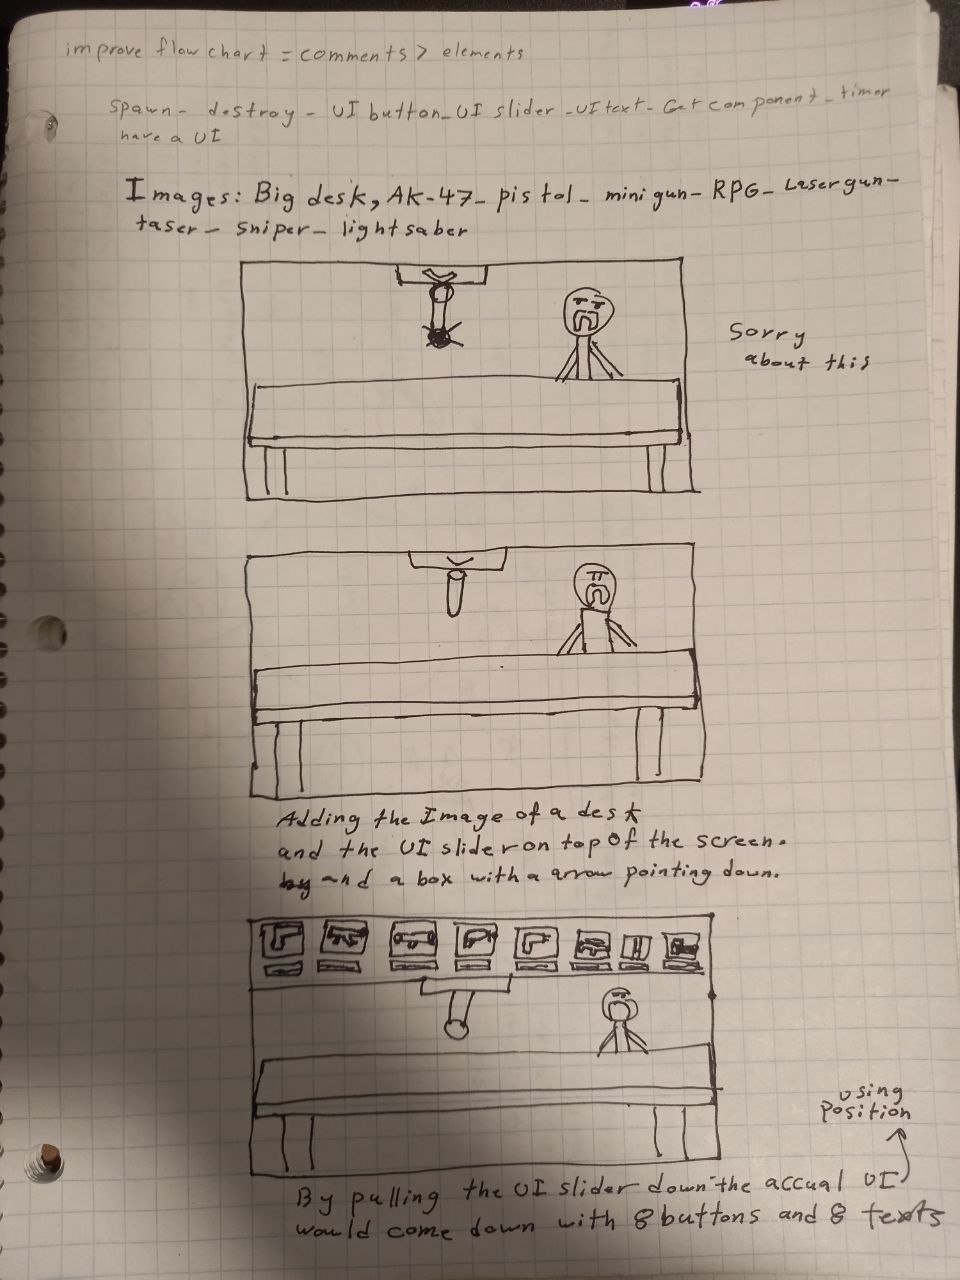 improve flow chart = comments > elements
spawn - destroy - UI button - UI slider - UI text - Get component - timer
have a UI
Images: Big desk, AK-47 - pistol - mini gun - RPG - Laser gun -
taser - sniper - light saber
Sorry
about this
Adding the Image of a desk
and the UI slider on top of the screen.
and a box with a arrow pointing down.
using
Position
By pulling the UI slider down the accual UI
would come down with 8 buttons and 8 texts